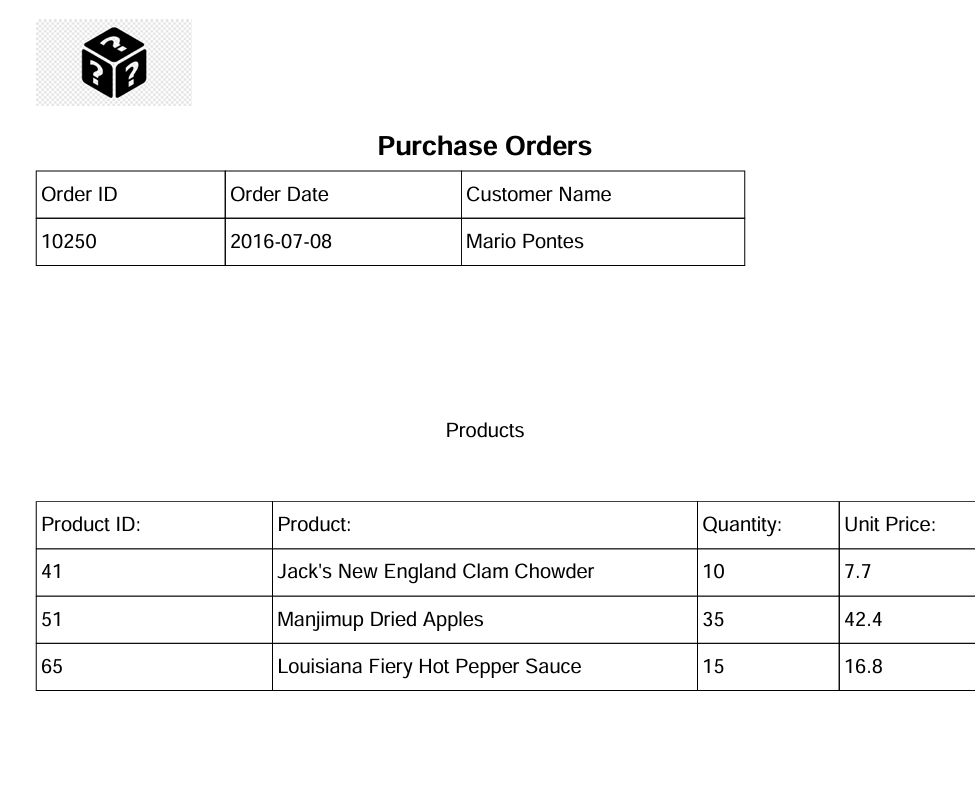 ? ? ?
Purchase Orders
Order ID Order Date Customer Name
10250 2016-07-08 Mario Pontes
Products
Product ID: Product: Quantity: Unit Price:
41 Jack's New England Clam Chowder 10 7.7
51 Manjimup Dried Apples 35 42.4
65 Louisiana Fiery Hot Pepper Sauce 15 16.8